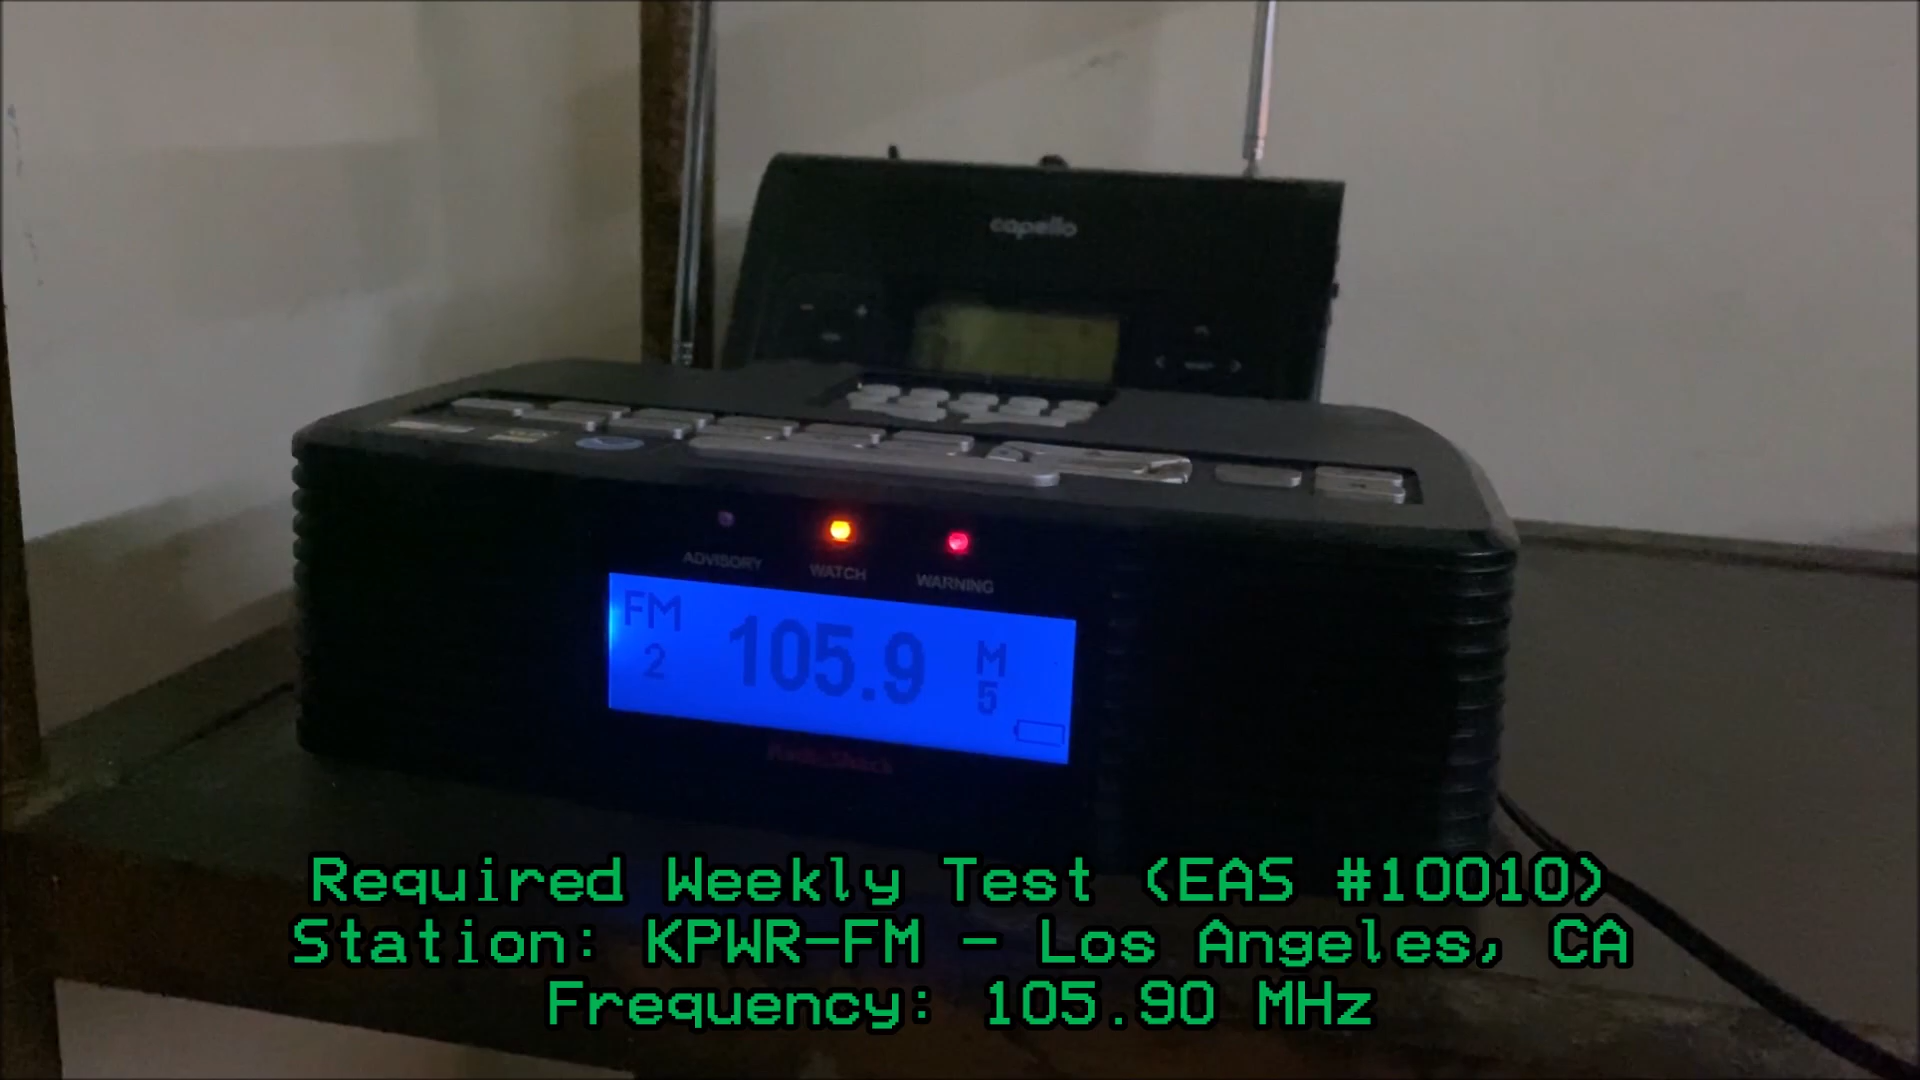 capello
ADVISORY
WATCH
WARNING
FM
105.9
M
2
5
RadioShack
Required Weekly Test (EAS #10010)
Station: KPWR-FM - Los Angeles, CA
Frequency: 105.90 MHz